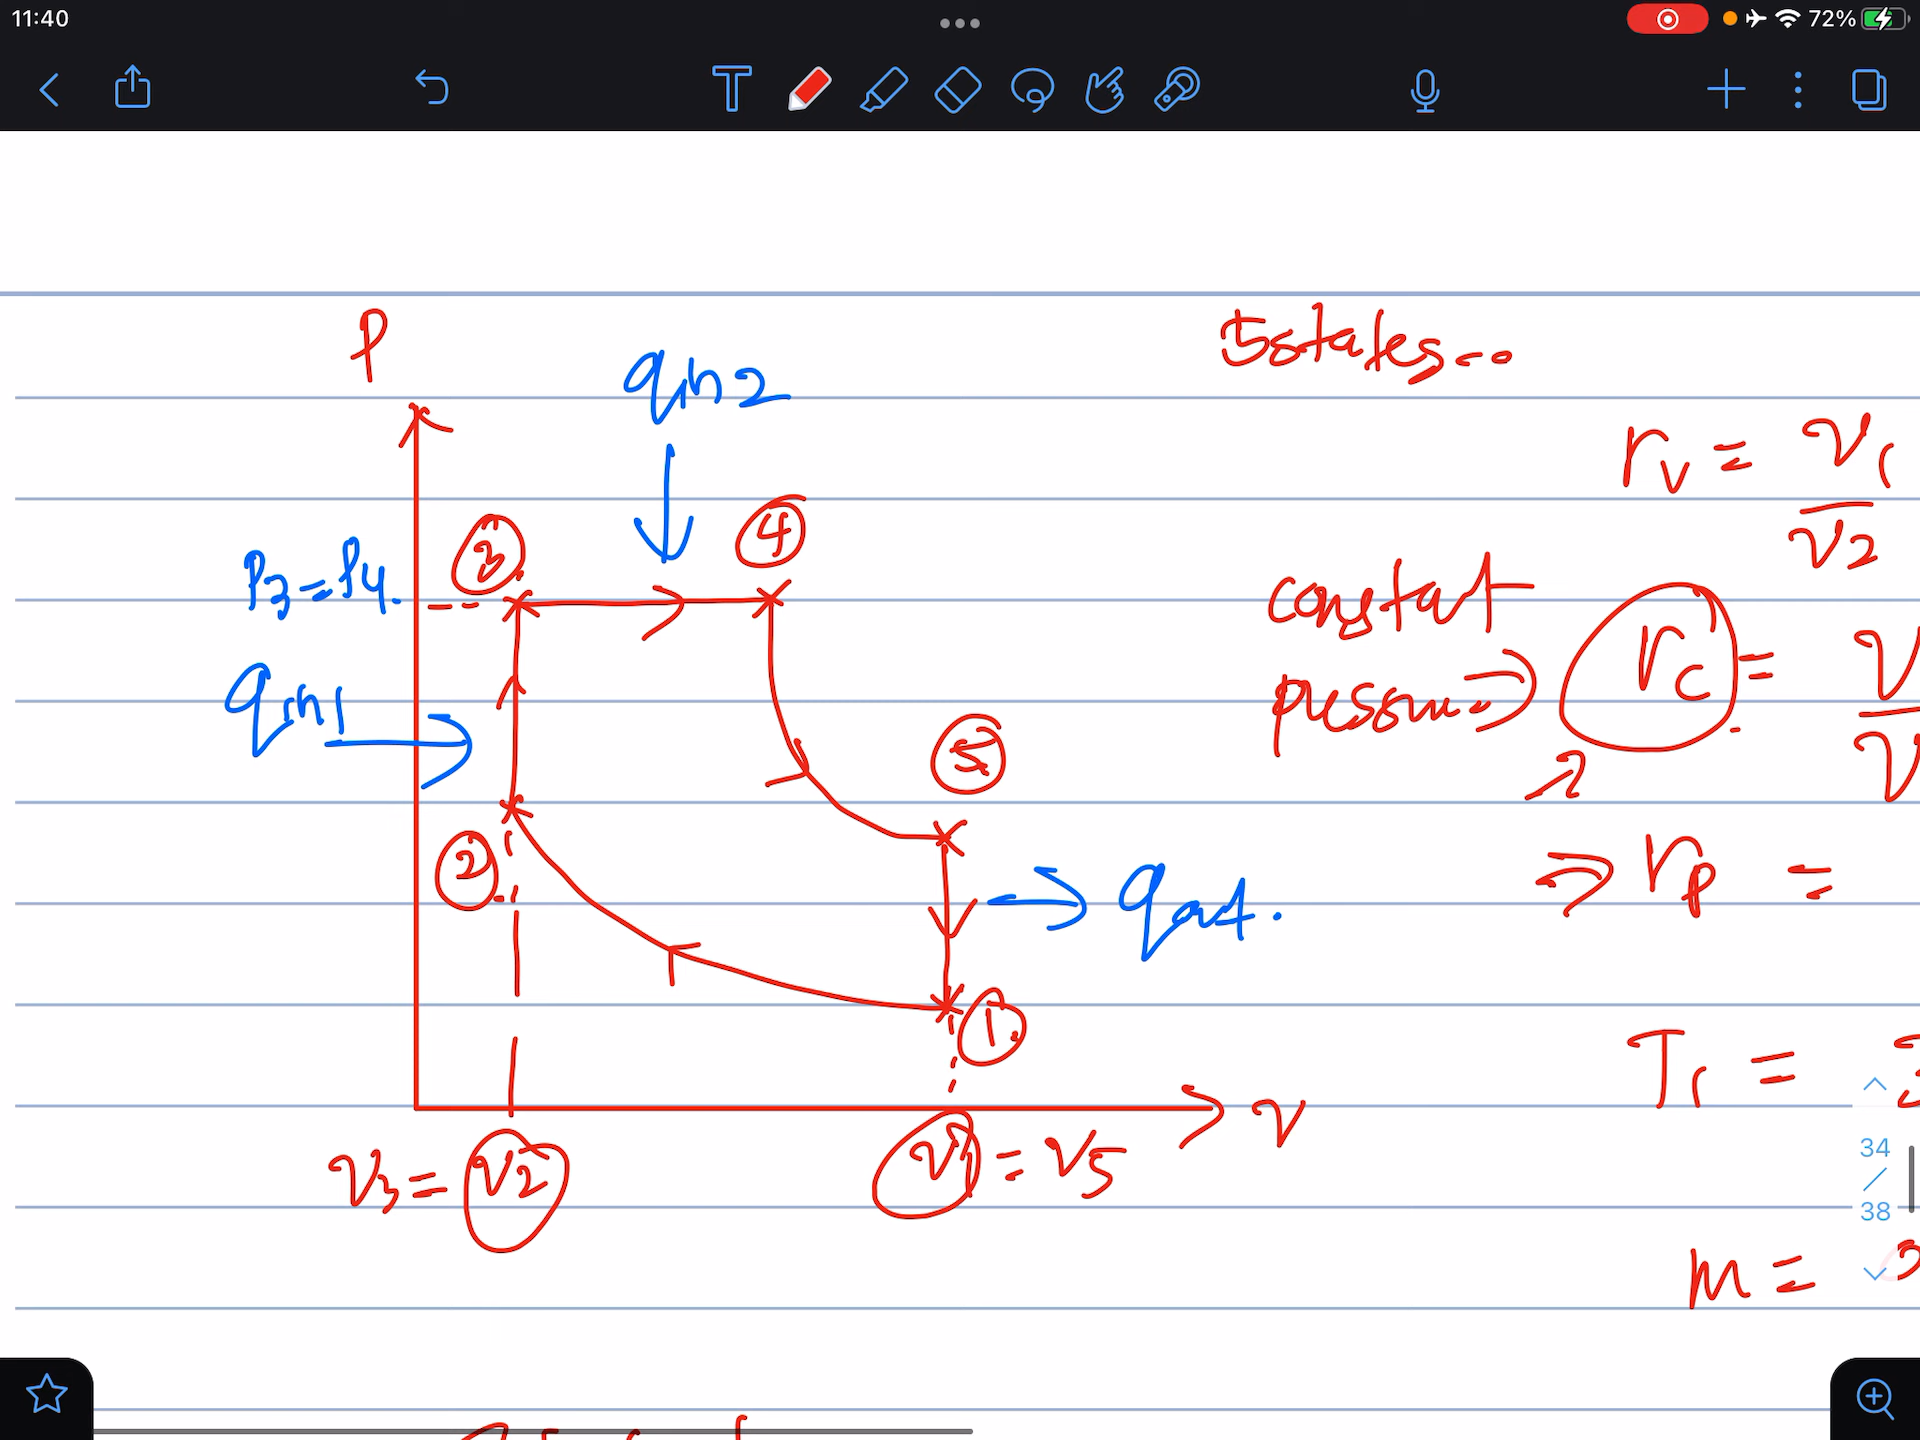 11:40
72%
P
5states...
qin2
rv = v1
v2
3
4
P3 = P4.
constant
pressure
rc =
qin1
5
2
rp =
qout.
1
T1 =
v
v3 = v2
v1 = v5
34
38
m =